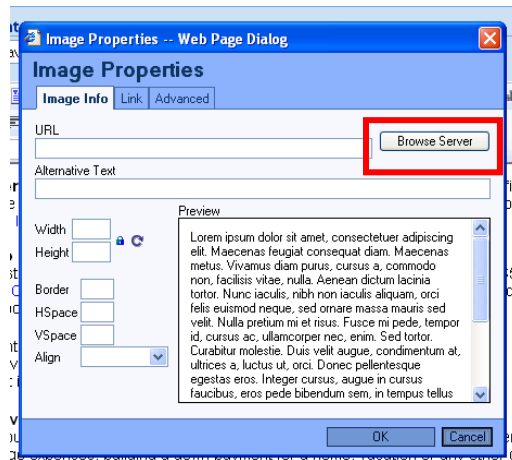 Image Properties -- Web Page Dialog
Image Properties
Image Info Link Advanced
URL
Browse Server
Alternative Text
Preview
Width
Height
Border
HSpace
VSpace
Align
Lorem ipsum dolor sit amet, consectetuer adipiscing
elit. Maecenas feugiat consequat diam. Maecenas
metus. Vivamus diam purus, cursus a, commodo
non, facilisis vitae, nulla. Aenean dictum lacinia
tortor. Nunc iaculis, nibh non iaculis aliquam, orci
felis euismod neque, sed ornare massa mauris sed
velit. Nulla pretium mi et risus. Fusce mi pede, tempor
id, cursus ac, ullamcorper nec, enim. Sed tortor.
Curabitur molestie. Duis velit augue, condimentum at,
ultrices a, luctus ut, orci. Donec pellentesque
egestas eros. Integer cursus, augue in cursus
faucibus, eros pede bibendum sem, in tempus tellus
OK Cancel